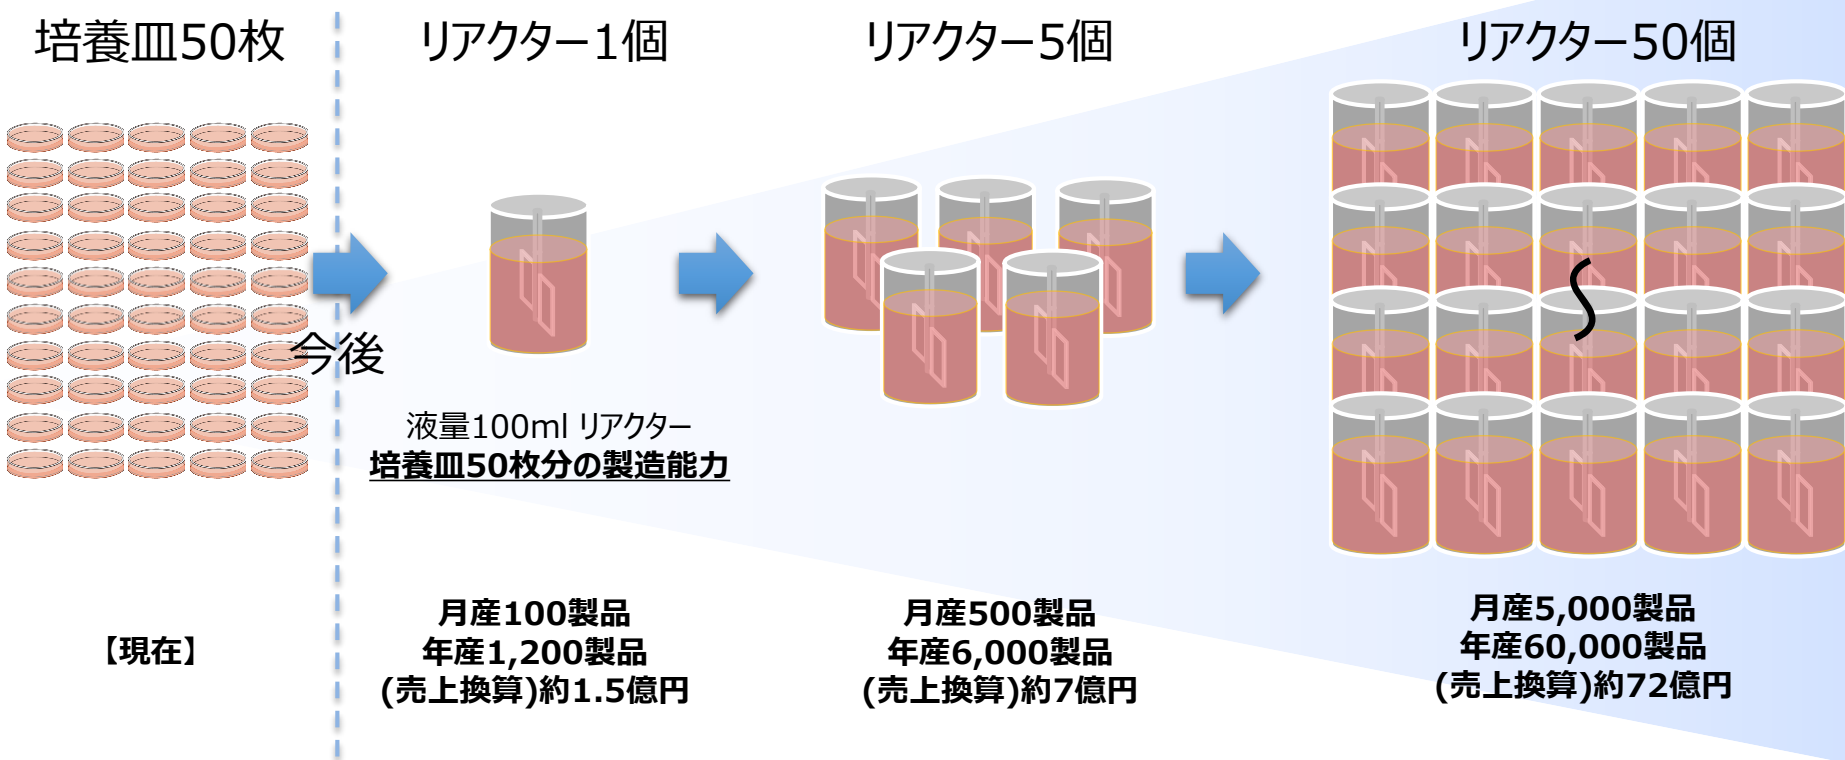 培養皿50枚
リアクター1個
リアクター5個
リアクター50個
今後
液量100ml リアクター
培養皿50枚分の製造能力
【現在】
月産100製品
年産1,200製品
(売上換算)約1.5億円
月産500製品
年産6,000製品
(売上換算)約7億円
月産5,000製品
年産60,000製品
(売上換算)約72億円